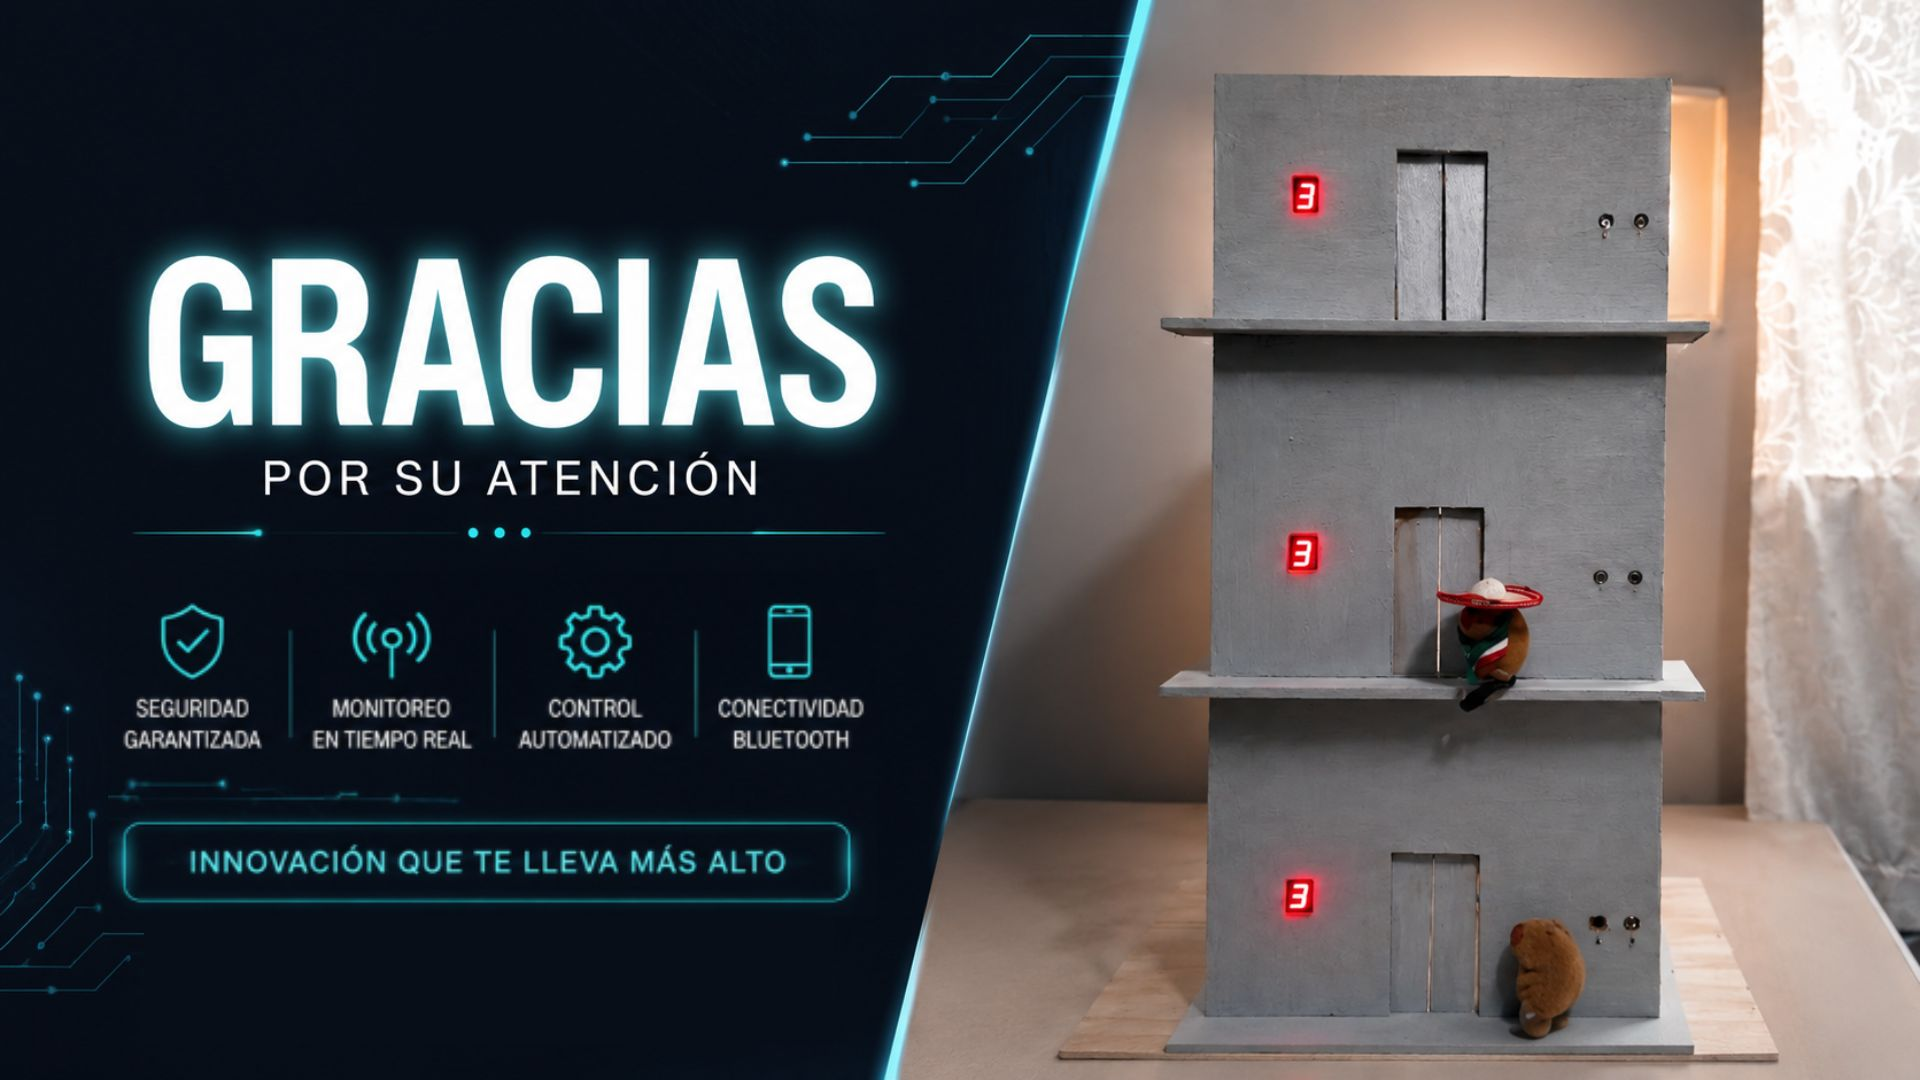 GRACIAS
POR SU ATENCIÓN
SEGURIDAD
GARANTIZADA
MONITOREO
EN TIEMPO REAL
CONTROL
AUTOMATIZADO
CONECTIVIDAD
BLUETOOTH
INNOVACIÓN QUE TE LLEVA MÁS ALTO
3
3
3